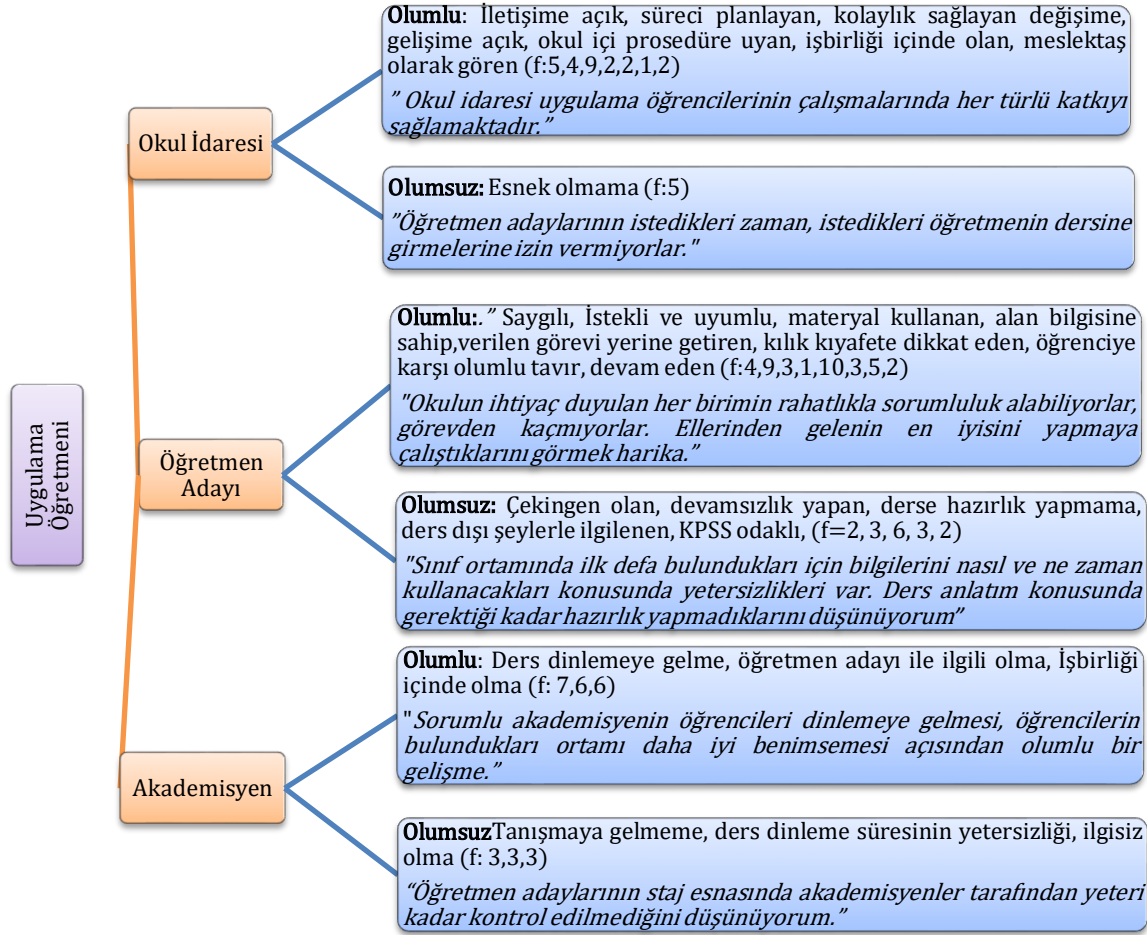 Uygulama
Öğretmeni
Okul İdaresi
Olumlu: İletişime açık, süreci planlayan, kolaylık sağlayan değişime,
gelişime açık, okul içi prosedüre uyan, işbirliği içinde olan, meslektaş
olarak gören (f:5,4,9,2,2,1,2)
” Okul idaresi uygulama öğrencilerinin çalışmalarında her türlü katkıyı
sağlamaktadır.”
Olumsuz: Esnek olmama (f:5)
”Öğretmen adaylarının istedikleri zaman, istedikleri öğretmenin dersine
girmelerine izin vermiyorlar."
Öğretmen
Adayı
Olumlu:.” Saygılı, İstekli ve uyumlu, materyal kullanan, alan bilgisine
sahip,verilen görevi yerine getiren, kılık kıyafete dikkat eden, öğrenciye
karşı olumlu tavır, devam eden (f:4,9,3,1,10,3,5,2)
"Okulun ihtiyaç duyulan her birimin rahatlıkla sorumluluk alabiliyorlar,
görevden kaçmıyorlar. Ellerinden gelenin en iyisini yapmaya
çalıştıklarını görmek harika.”
Olumsuz: Çekingen olan, devamsızlık yapan, derse hazırlık yapmama,
ders dışı şeylerle ilgilenen, KPSS odaklı, (f=2, 3, 6, 3, 2)
"Sınıf ortamında ilk defa bulundukları için bilgilerini nasıl ve ne zaman
kullanacakları konusunda yetersizlikleri var. Ders anlatım konusunda
gerektiği kadar hazırlık yapmadıklarını düşünüyorum”
Akademisyen
Olumlu: Ders dinlemeye gelme, öğretmen adayı ile ilgili olma, İşbirliği
içinde olma (f: 7,6,6)
"Sorumlu akademisyenin öğrencileri dinlemeye gelmesi, öğrencilerin
bulundukları ortamı daha iyi benimsemesi açısından olumlu bir
gelişme.”
OlumsuzTanışmaya gelmeme, ders dinleme süresinin yetersizliği, ilgisiz
olma (f: 3,3,3)
“Öğretmen adaylarının staj esnasında akademisyenler tarafından yeteri
kadar kontrol edilmediğini düşünüyorum.”